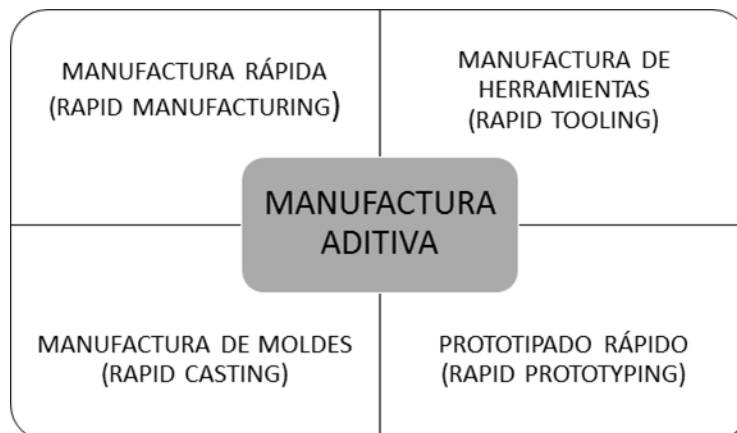 MANUFACTURA RÁPIDA
(RAPID MANUFACTURING)
MANUFACTURA DE
HERRAMIENTAS
(RAPID TOOLING)
MANUFACTURA
ADITIVA
MANUFACTURA DE MOLDES
(RAPID CASTING)
PROTOTIPADO RÁPIDO
(RAPID PROTOTYPING)